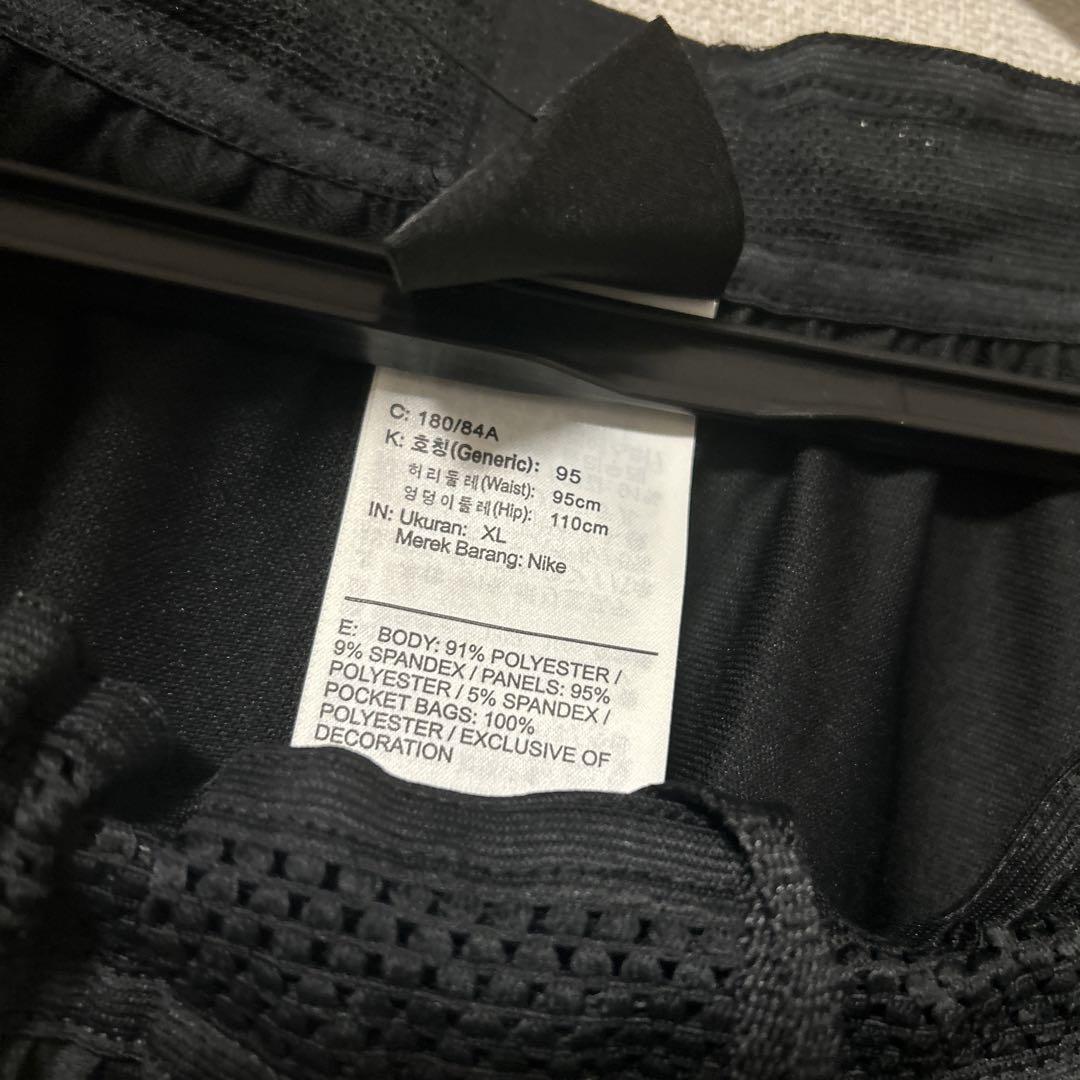 C: 180/84A
K: 호칭(Generic): 95
허리둘레(Waist): 95cm
엉덩이둘레(Hip): 110cm
IN: Ukuran: XL
Merek Barang: Nike
E: BODY: 91% POLYESTER /
9% SPANDEX / PANELS: 95%
POLYESTER / 5% SPANDEX /
POCKET BAGS: 100%
POLYESTER / EXCLUSIVE OF
DECORATION